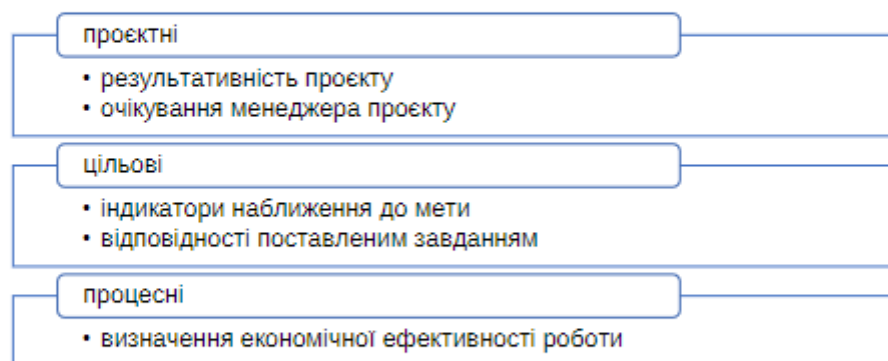 проєктні
• результативність проєкту
• очікування менеджера проєкту
цільові
• індикатори наближення до мети
• відповідності поставленим завданням
процесні
• визначення економічної ефективності роботи